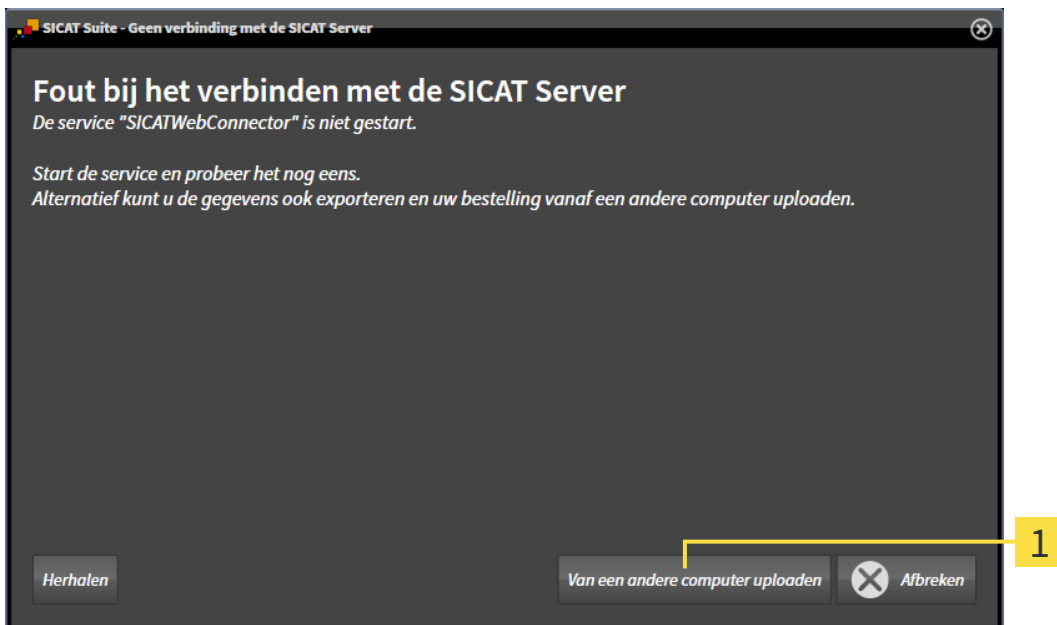 SICAT Suite - Geen verbinding met de SICAT Server
Fout bij het verbinden met de SICAT Server
De service "SICATWebConnector" is niet gestart.
Start de service en probeer het nog eens.
Alternatief kunt u de gegevens ook exporteren en uw bestelling vanaf een andere computer uploaden.
1
Herhalen
Van een andere computer uploaden
Afbreken